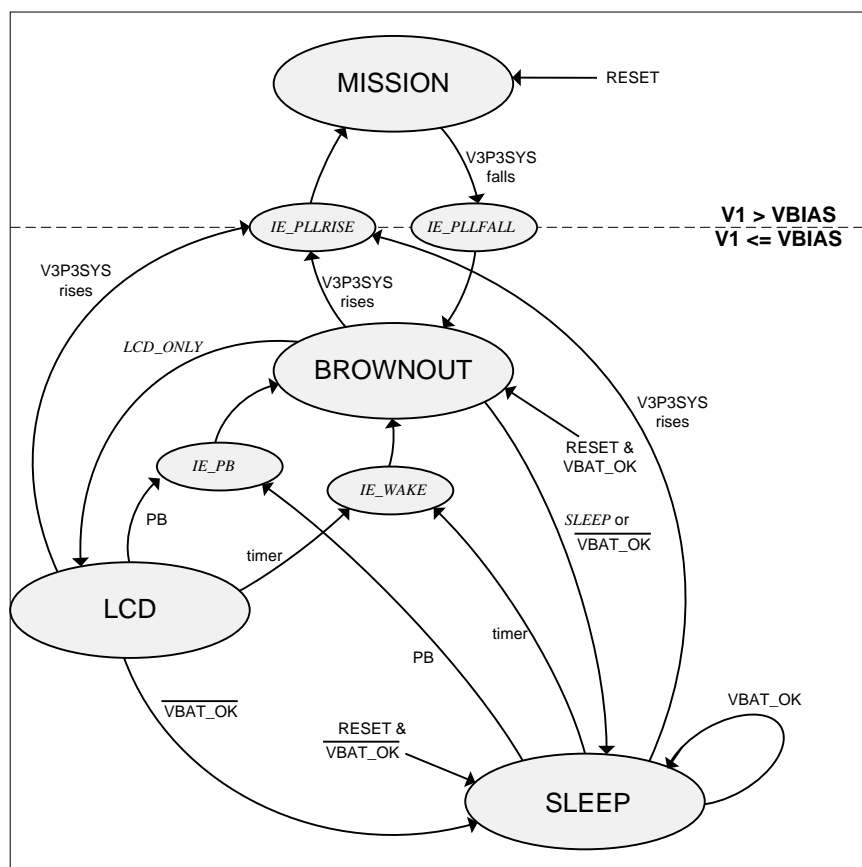 MISSION
RESET
V3P3SYS
falls
IE_PLLRISE
IE_PLLFALL
V1 > VBIAS
V1 <= VBIAS
V3P3SYS
rises
V3P3SYS
rises
LCD_ONLY
BROWNOUT
V3P3SYS
rises
RESET &
VBAT_OK
IE_PB
IE_WAKE
PB
timer
SLEEP or
VBAT_OK
LCD
timer
PB
VBAT_OK
RESET &
VBAT_OK
VBAT_OK
SLEEP